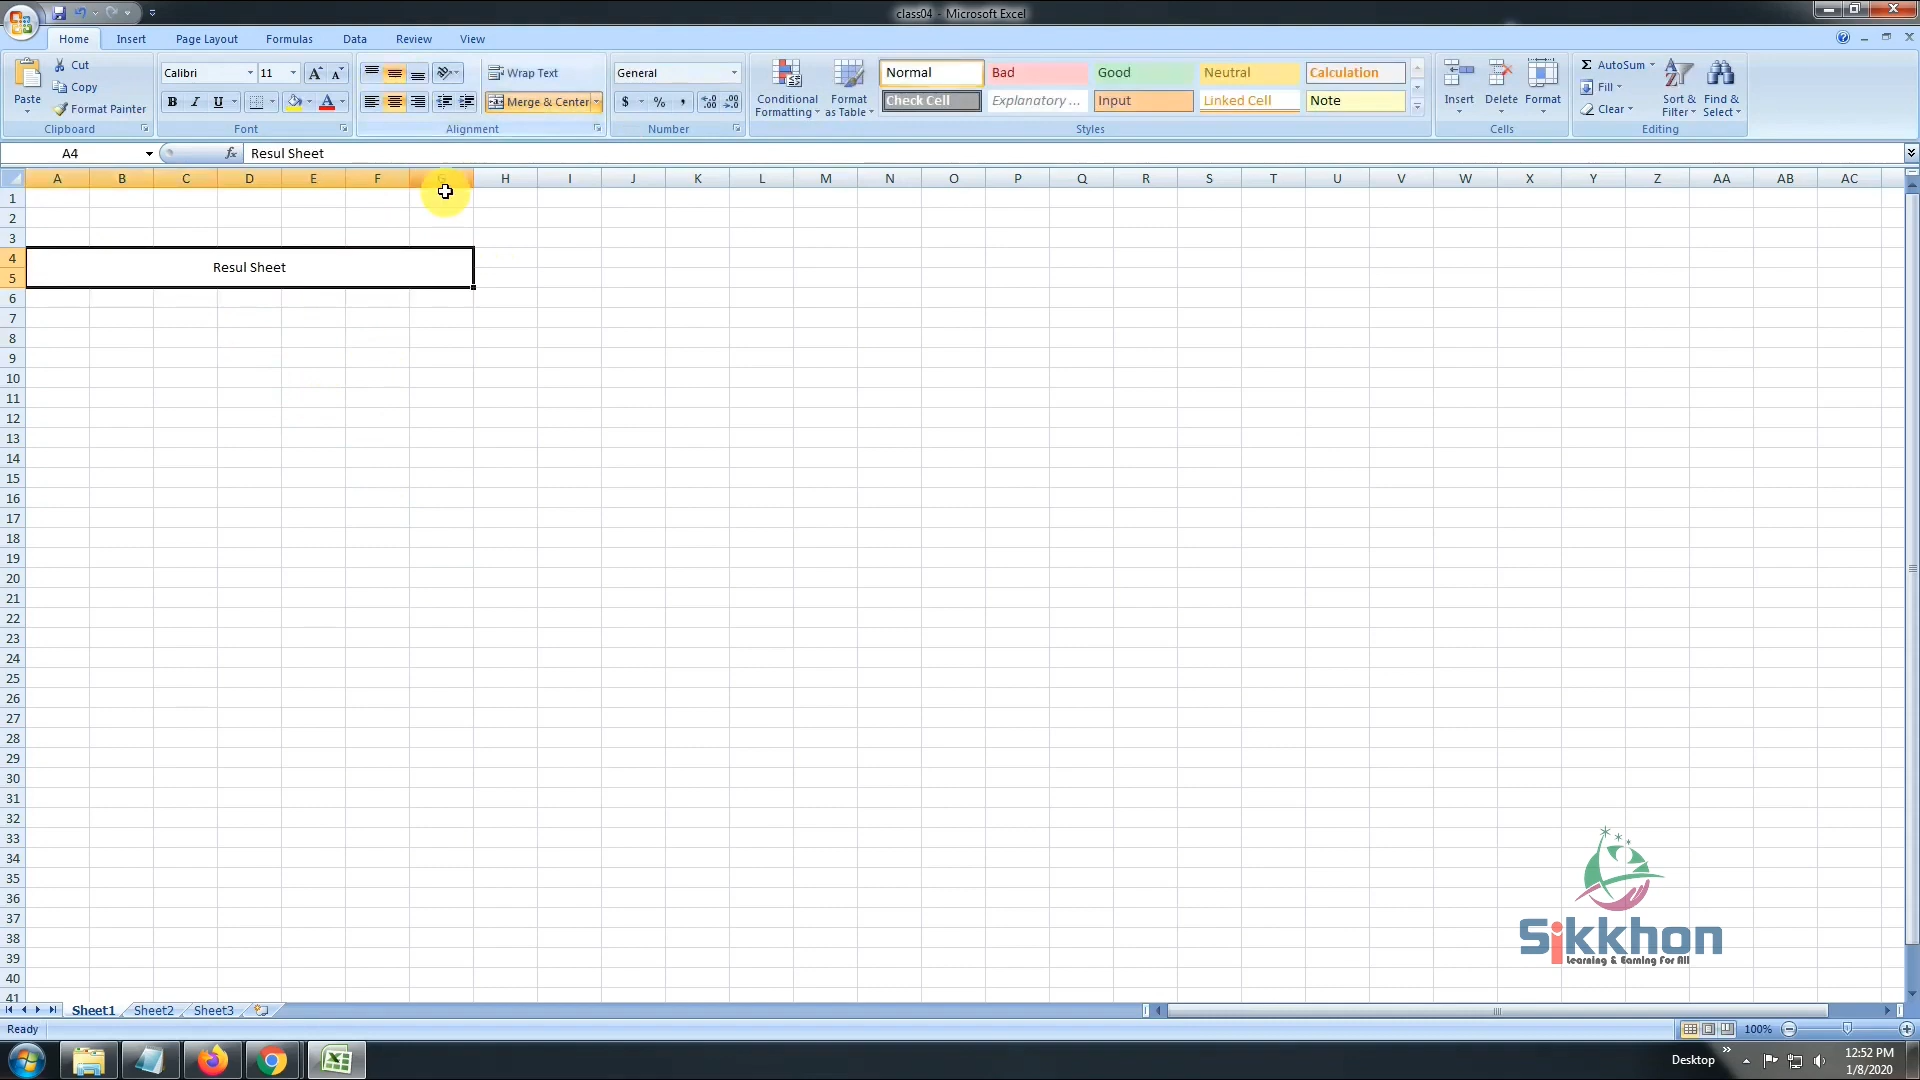 class04 - Microsoft Excel
Home Insert Page Layout Formulas Data Review View
Paste Cut Copy Format Painter
Calibri 11
B I U
Wrap Text
Merge & Center
General
$ % ,
Conditional Formatting
Format as Table
Normal Bad Good Neutral Calculation
Check Cell Explanatory ... Input Linked Cell Note
Insert Delete Format
Σ AutoSum
Fill
Clear
Sort & Filter
Find & Select
Clipboard Font Alignment Number Styles Cells Editing
A4 fx Resul Sheet
A B C D E F G H I J K L M N O P Q R S T U V W X Y Z AA AB AC
1
2
3
4
Resul Sheet
5
6
7
8
9
10
11
12
13
14
15
16
17
18
19
20
21
22
23
24
25
26
27
28
29
30
31
32
33
34
35
36
37
38
39
40
41
Sikkhon
Learning & Earning For All
Sheet1 Sheet2 Sheet3
Ready 100%
Desktop
12:52 PM
1/8/2020